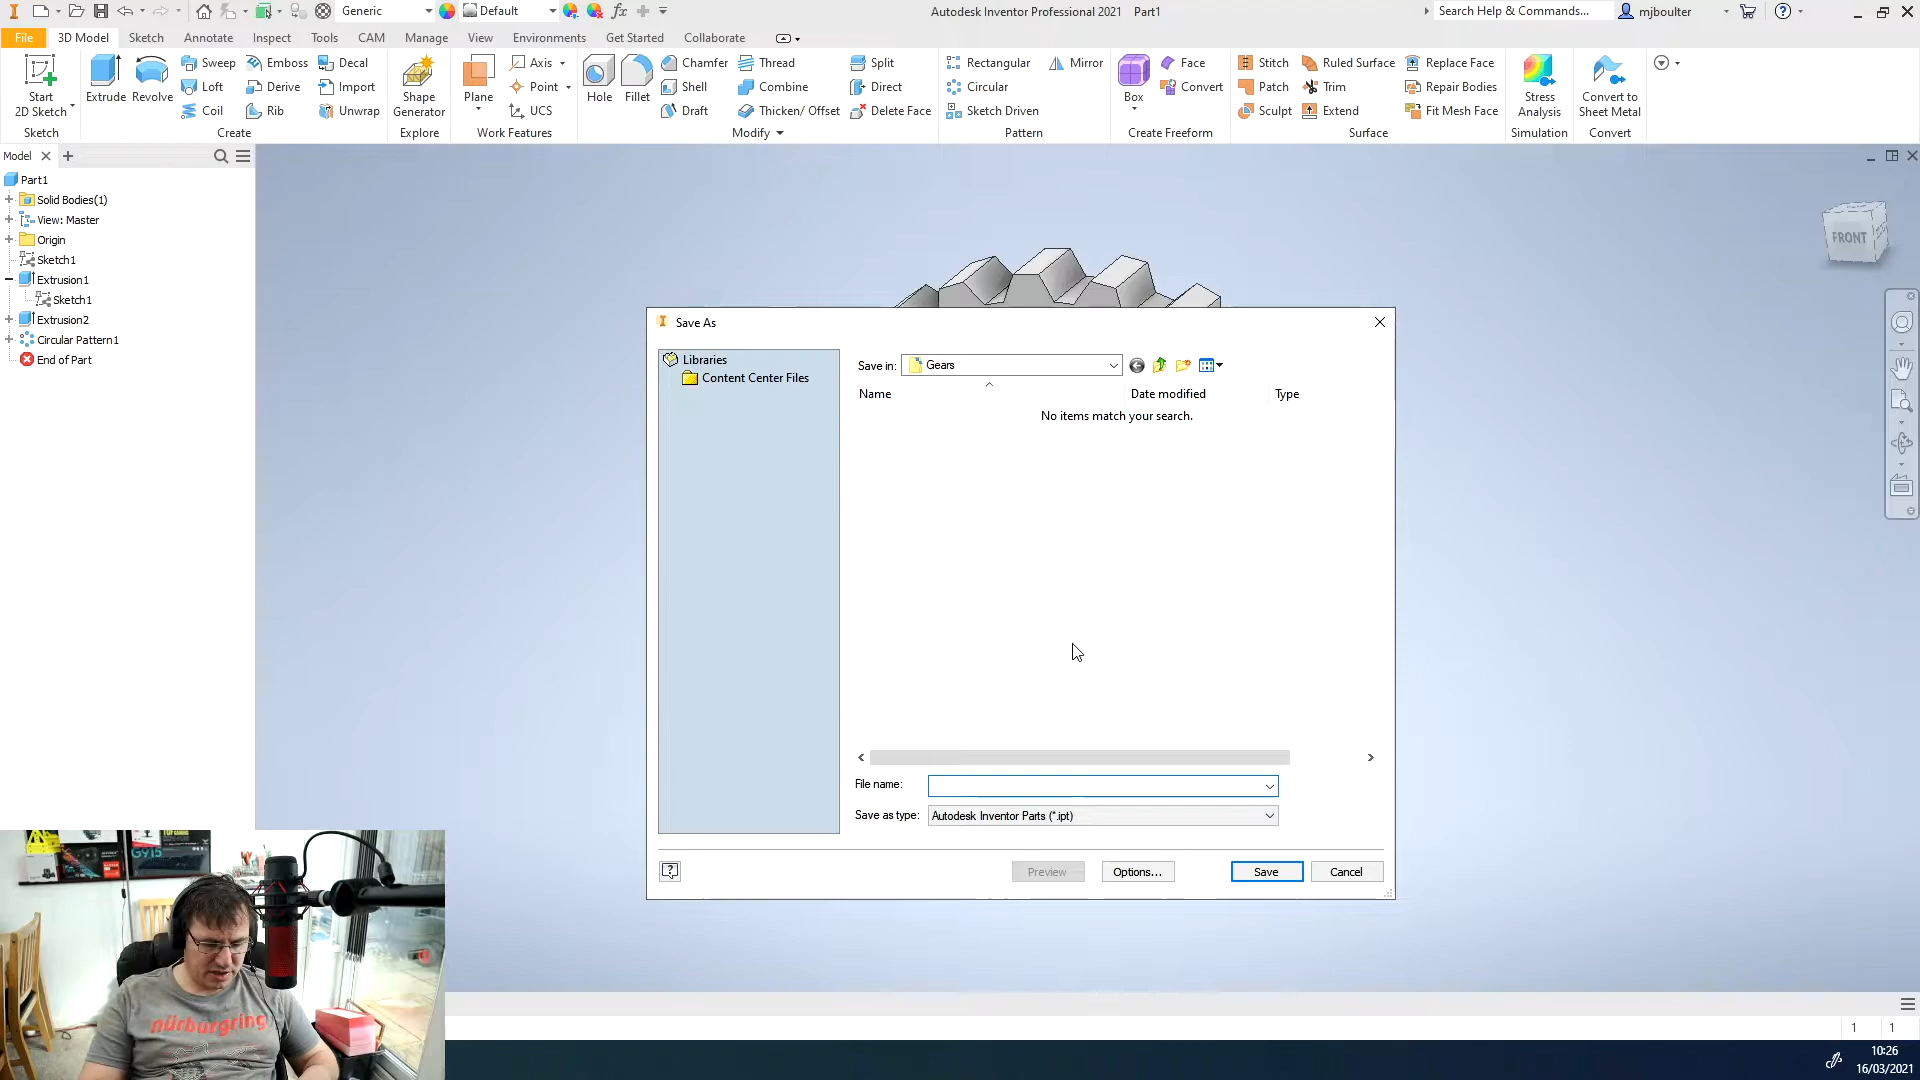 Generic
Default
Autodesk Inventor Professional 2021 Part1
Search Help & Commands...
mjboulter
File
3D Model
Sketch
Annotate
Inspect
Tools
CAM
Manage
View
Environments
Get Started
Collaborate
Start
2D Sketch
Sketch
Extrude
Revolve
Sweep
Loft
Coil
Emboss
Derive
Rib
Decal
Import
Unwrap
Create
Shape
Generator
Explore
Plane
Axis
Point
UCS
Work Features
Hole
Fillet
Chamfer
Shell
Draft
Thread
Combine
Thicken/ Offset
Split
Direct
Delete Face
Modify
Rectangular
Circular
Sketch Driven
Mirror
Pattern
Box
Face
Convert
Create Freeform
Stitch
Patch
Sculpt
Ruled Surface
Trim
Extend
Replace Face
Repair Bodies
Fit Mesh Face
Surface
Stress
Analysis
Simulation
Convert to
Sheet Metal
Convert
Model
Part1
Solid Bodies(1)
View: Master
Origin
Sketch1
Extrusion1
Sketch1
Extrusion2
Circular Pattern1
End of Part
FRONT
Save As
Libraries
Content Center Files
Save in:
Gears
Name
Date modified
Type
No items match your search.
File name:
Save as type:
Autodesk Inventor Parts (*.ipt)
Preview
Options...
Save
Cancel
G915
nürburgring
1 1
10:26
16/03/2021